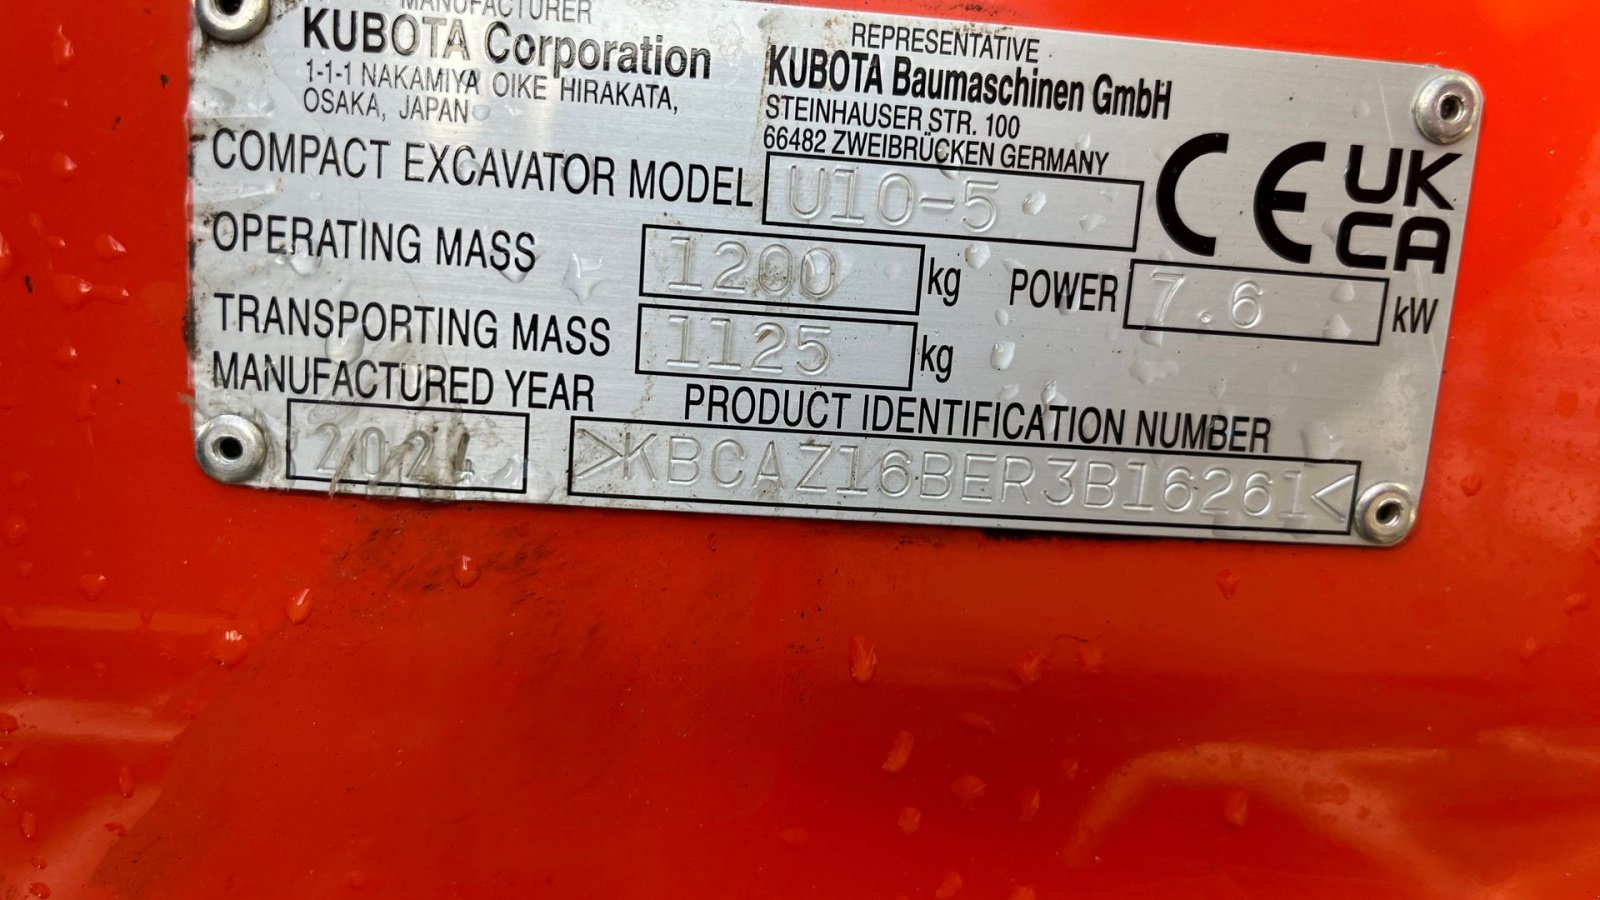 MANUFACTURER
KUBOTA Corporation
1-1-1 NAKAMIYA OIKE HIRAKATA,
OSAKA, JAPAN
REPRESENTATIVE
KUBOTA Baumaschinen GmbH
STEINHAUSER STR. 100
66482 ZWEIBRÜCKEN GERMANY
COMPACT EXCAVATOR MODEL U10-5
CE UK
CA
OPERATING MASS 1200 kg POWER 7.6 kW
TRANSPORTING MASS 1125 kg
MANUFACTURED YEAR PRODUCT IDENTIFICATION NUMBER
2024 >KBCAZ16BER3B16261<